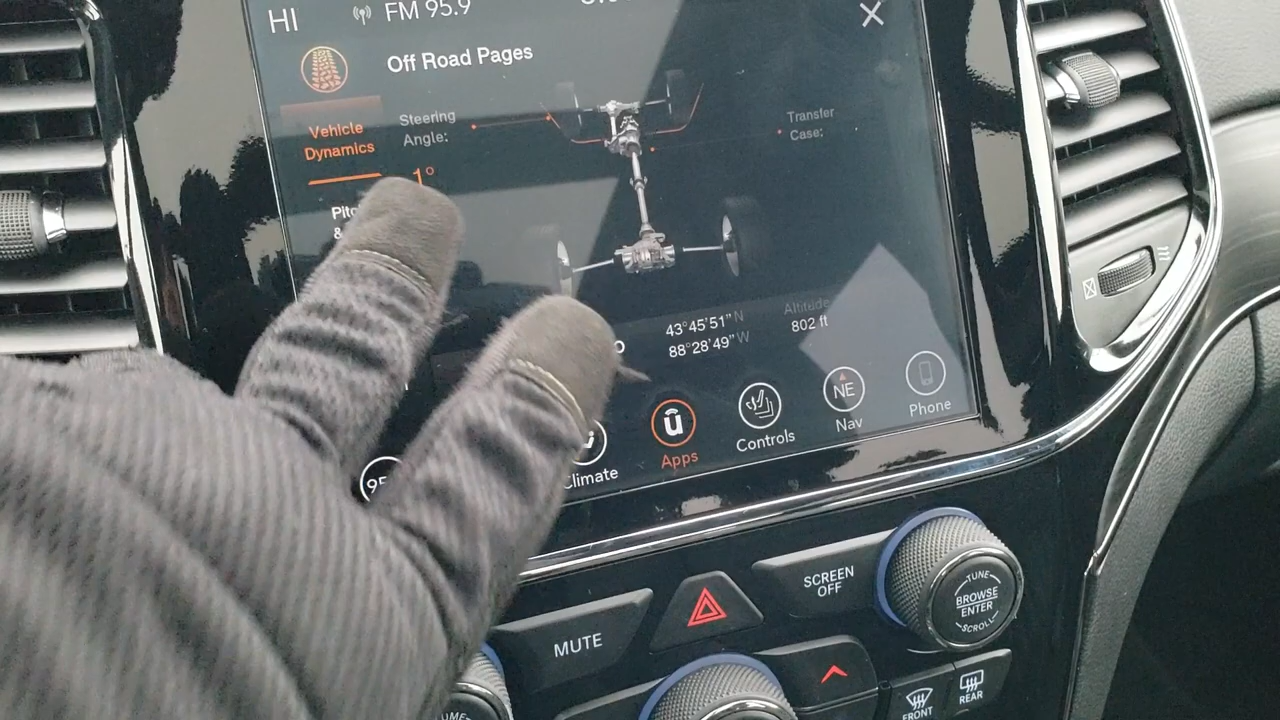 HI
FM 95.9
Off Road Pages
Vehicle
Dynamics
Steering
Angle:
1°
Transfer
Case:
&
43°45'51" N
88°28'49" W
Altitude
802 ft
Climate
Apps
Controls
NE
Nav
Phone
MUTE
SCREEN
OFF
TUNE
BROWSE
ENTER
SCROLL
FRONT
REAR